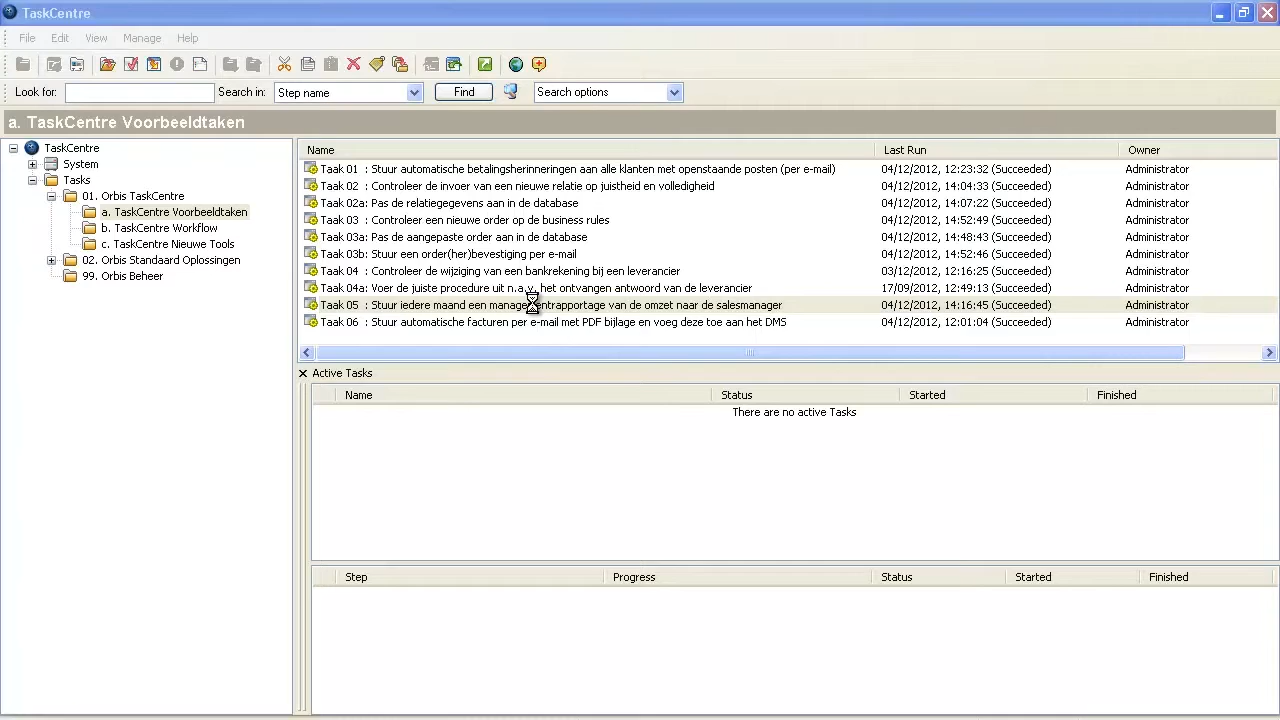 TaskCentre
File Edit View Manage Help
Look for: Search in: Step name Find Search options
a. TaskCentre Voorbeeldtaken
TaskCentre
System
Tasks
01. Orbis TaskCentre
a. TaskCentre Voorbeeldtaken
b. TaskCentre Workflow
c. TaskCentre Nieuwe Tools
02. Orbis Standaard Oplossingen
99. Orbis Beheer
Name Last Run Owner
Taak 01 : Stuur automatische betalingsherinneringen aan alle klanten met openstaande posten (per e-mail) 04/12/2012, 12:23:32 (Succeeded) Administrator
Taak 02 : Controleer de invoer van een nieuwe relatie op juistheid en volledigheid 04/12/2012, 14:04:33 (Succeeded) Administrator
Taak 02a: Pas de relatiegegevens aan in de database 04/12/2012, 14:07:22 (Succeeded) Administrator
Taak 03 : Controleer een nieuwe order op de business rules 04/12/2012, 14:52:49 (Succeeded) Administrator
Taak 03a: Pas de aangepaste order aan in de database 04/12/2012, 14:48:43 (Succeeded) Administrator
Taak 03b: Stuur een order(her)bevestiging per e-mail 04/12/2012, 14:52:46 (Succeeded) Administrator
Taak 04 : Controleer de wijziging van een bankrekening bij een leverancier 03/12/2012, 12:16:25 (Succeeded) Administrator
Taak 04a: Voer de juiste procedure uit n.a.v. het ontvangen antwoord van de leverancier 17/09/2012, 12:49:13 (Succeeded) Administrator
Taak 05 : Stuur iedere maand een managementrapportage van de omzet naar de salesmanager 04/12/2012, 14:16:45 (Succeeded) Administrator
Taak 06 : Stuur automatische facturen per e-mail met PDF bijlage en voeg deze toe aan het DMS 04/12/2012, 12:01:04 (Succeeded) Administrator
Active Tasks
Name Status Started Finished
There are no active Tasks
Step Progress Status Started Finished